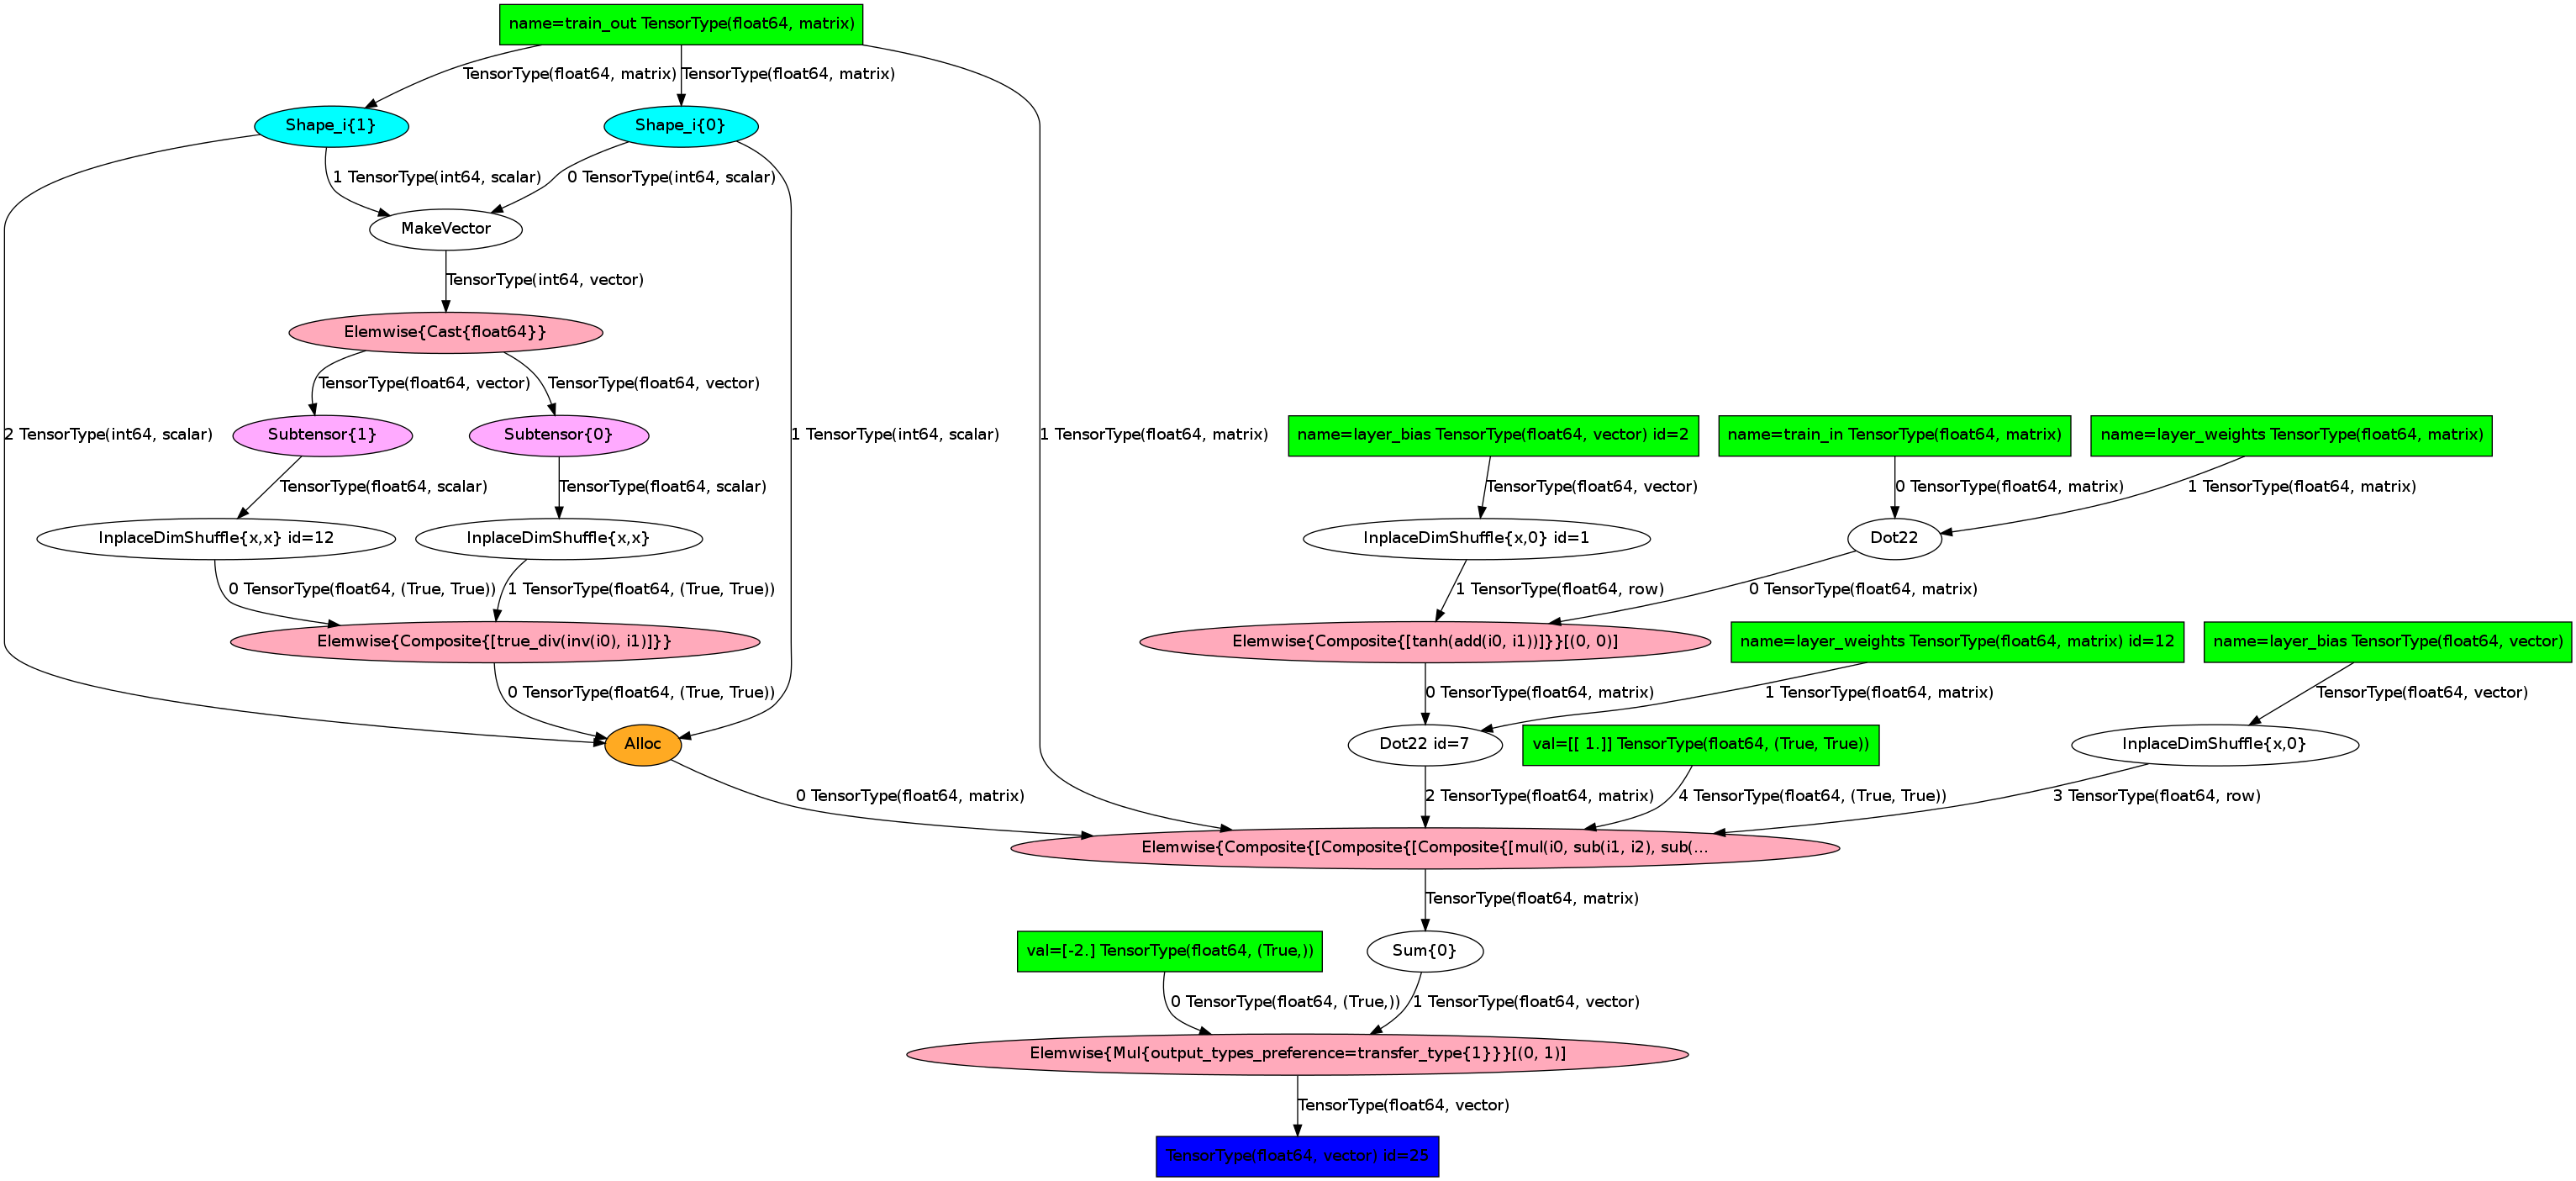 name=train_out TensorType(float64, matrix)
TensorType(float64, matrix)
TensorType(float64, matrix)
Shape_i{1}
Shape_i{0}
1 TensorType(int64, scalar)
0 TensorType(int64, scalar)
MakeVector
TensorType(int64, vector)
Elemwise{Cast{float64}}
TensorType(float64, vector)
TensorType(float64, vector)
2 TensorType(int64, scalar)
Subtensor{1}
Subtensor{0}
1 TensorType(int64, scalar)
1 TensorType(float64, matrix)
name=layer_bias TensorType(float64, vector) id=2
name=train_in TensorType(float64, matrix)
name=layer_weights TensorType(float64, matrix)
TensorType(float64, scalar)
TensorType(float64, scalar)
TensorType(float64, vector)
0 TensorType(float64, matrix)
1 TensorType(float64, matrix)
InplaceDimShuffle{x,x} id=12
InplaceDimShuffle{x,x}
InplaceDimShuffle{x,0} id=1
Dot22
0 TensorType(float64, (True, True))
1 TensorType(float64, (True, True))
1 TensorType(float64, row)
0 TensorType(float64, matrix)
Elemwise{Composite{[true_div(inv(i0), i1)]}}
Elemwise{Composite{[tanh(add(i0, i1))]}}[(0, 0)]
name=layer_weights TensorType(float64, matrix) id=12
name=layer_bias TensorType(float64, vector)
0 TensorType(float64, (True, True))
0 TensorType(float64, matrix)
1 TensorType(float64, matrix)
TensorType(float64, vector)
Alloc
Dot22 id=7
val=[[ 1.]] TensorType(float64, (True, True))
InplaceDimShuffle{x,0}
0 TensorType(float64, matrix)
2 TensorType(float64, matrix)
4 TensorType(float64, (True, True))
3 TensorType(float64, row)
Elemwise{Composite{[Composite{[Composite{[mul(i0, sub(i1, i2), sub(...
TensorType(float64, matrix)
val=[-2.] TensorType(float64, (True,))
Sum{0}
0 TensorType(float64, (True,))
1 TensorType(float64, vector)
Elemwise{Mul{output_types_preference=transfer_type{1}}}[(0, 1)]
TensorType(float64, vector)
TensorType(float64, vector) id=25